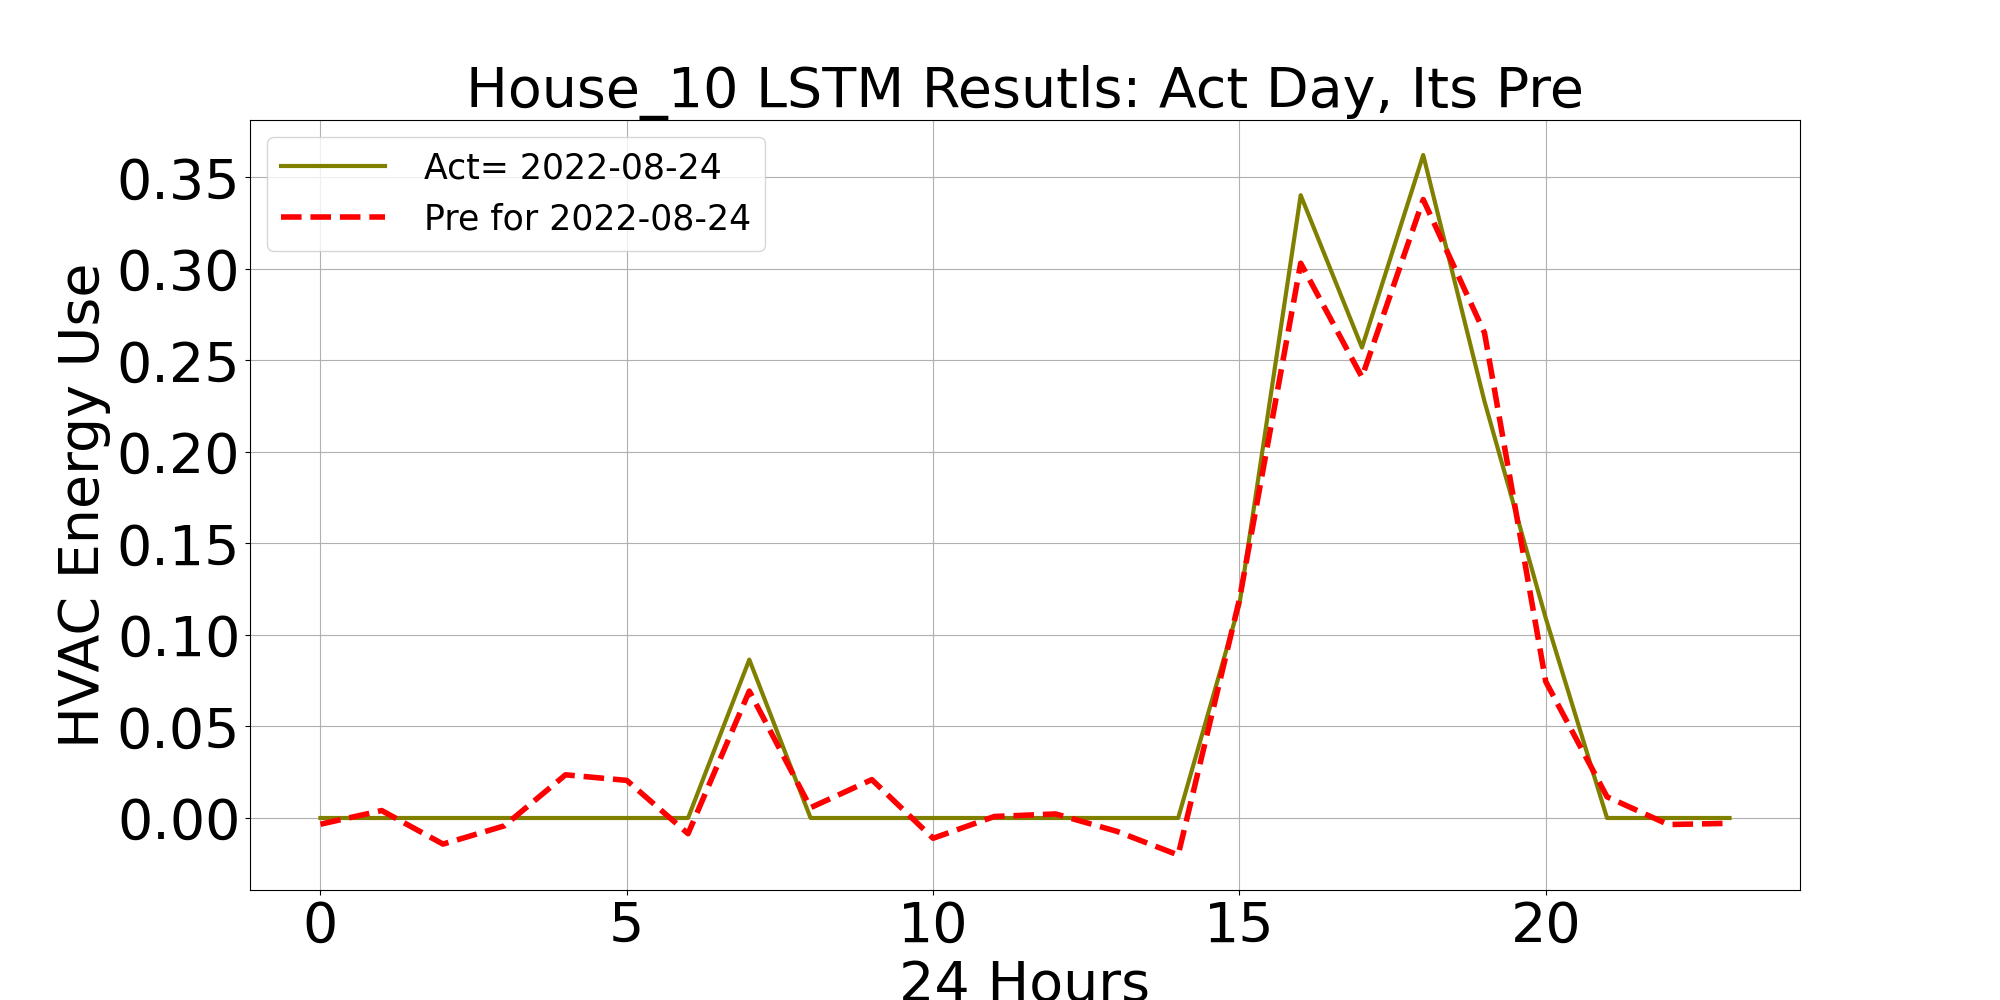 House_10 LSTM Resutls: Act Day, Its Pre
Act= 2022-08-24
Pre for 2022-08-24
HVAC Energy Use
0.35
0.30
0.25
0.20
0.15
0.10
0.05
0.00
0 5 10 15 20
24 Hours